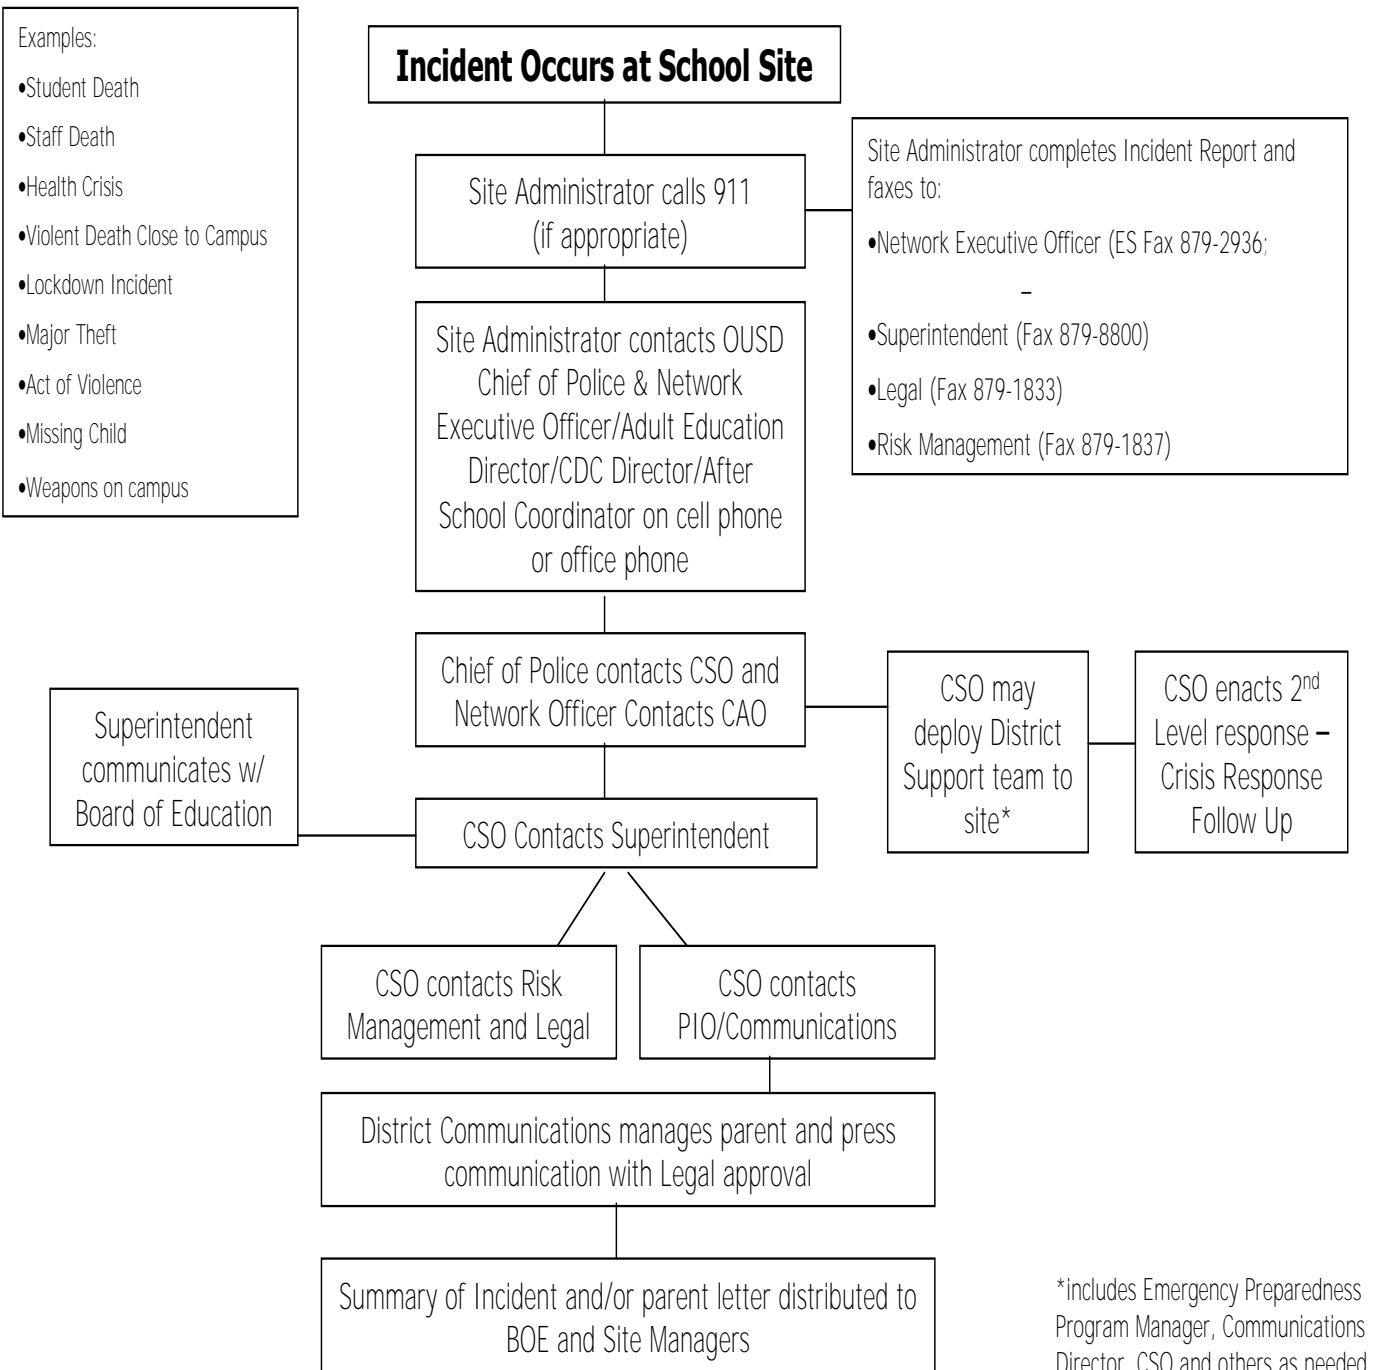 Examples:
•Student Death
•Staff Death
•Health Crisis
•Violent Death Close to Campus
•Lockdown Incident
•Major Theft
•Act of Violence
•Missing Child
•Weapons on campus
Incident Occurs at School Site
Site Administrator calls 911
(if appropriate)
Site Administrator completes Incident Report and
faxes to:
•Network Executive Officer (ES Fax 879-2936;
–
•Superintendent (Fax 879-8800)
•Legal (Fax 879-1833)
•Risk Management (Fax 879-1837)
Site Administrator contacts OUSD
Chief of Police & Network
Executive Officer/Adult Education
Director/CDC Director/After
School Coordinator on cell phone
or office phone
Chief of Police contacts CSO and
Network Officer Contacts CAO
CSO may
deploy District
Support team to
site*
CSO enacts 2nd
Level response –
Crisis Response
Follow Up
Superintendent
communicates w/
Board of Education
CSO Contacts Superintendent
CSO contacts Risk
Management and Legal
CSO contacts
PIO/Communications
District Communications manages parent and press
communication with Legal approval
Summary of Incident and/or parent letter distributed to
BOE and Site Managers
*includes Emergency Preparedness
Program Manager, Communications
Director, CSO and others as needed